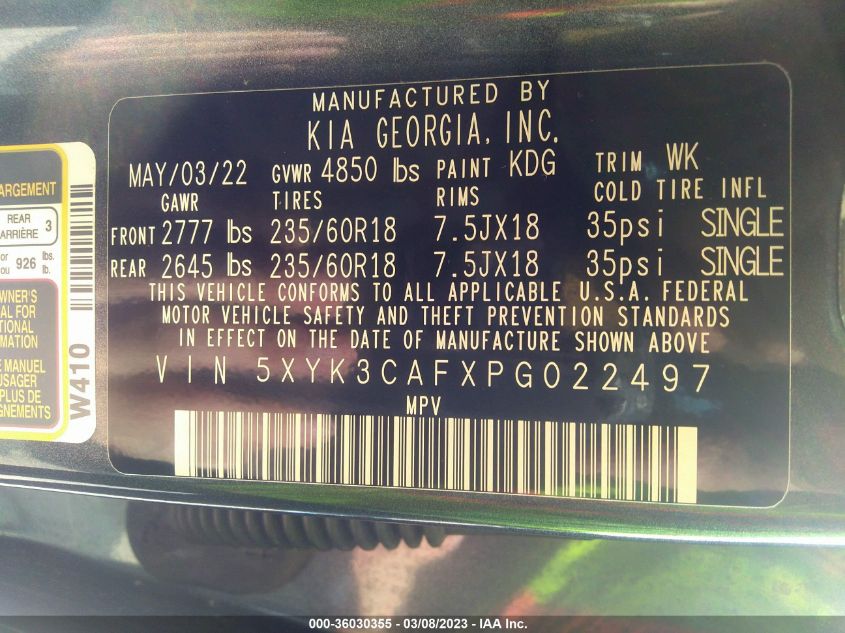 MANUFACTURED BY
KIA GEORGIA, INC.
MAY/03/22 GVWR 4850 lbs PAINT KDG TRIM WK
GAWR TIRES RIMS COLD TIRE INFL
FRONT 2777 lbs 235/60R18 7.5JX18 35psi SINGLE
REAR 2645 lbs 235/60R18 7.5JX18 35psi SINGLE
THIS VEHICLE CONFORMS TO ALL APPLICABLE U.S.A. FEDERAL
MOTOR VEHICLE SAFETY AND THEFT PREVENTION STANDARDS
IN EFFECT ON THE DATE OF MANUFACTURE SHOWN ABOVE
VIN 5XYK3CAFXPG022497
MPV
REAR 3
926 lbs.
lb.
MANUEL
PLUS DE
W410
000-36030355 - 03/08/2023 - IAA Inc.